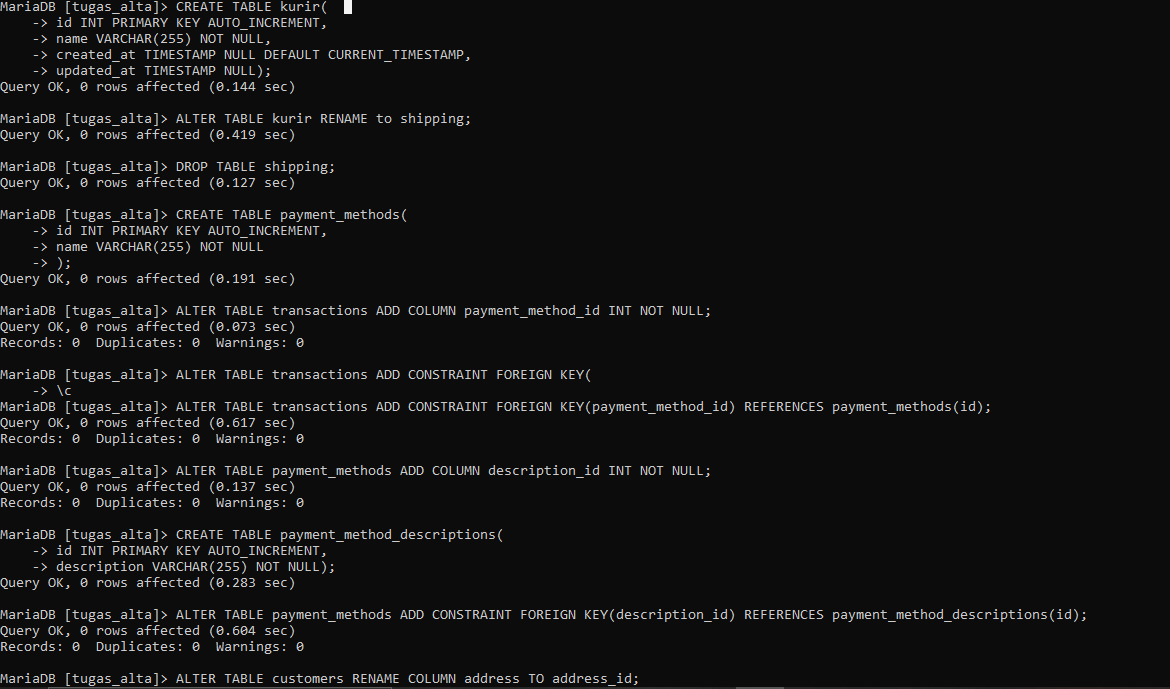 MariaDB [tugas_alta]> CREATE TABLE kurir(
    -> id INT PRIMARY KEY AUTO_INCREMENT,
    -> name VARCHAR(255) NOT NULL,
    -> created_at TIMESTAMP NULL DEFAULT CURRENT_TIMESTAMP,
    -> updated_at TIMESTAMP NULL);
Query OK, 0 rows affected (0.144 sec)
MariaDB [tugas_alta]> ALTER TABLE kurir RENAME to shipping;
Query OK, 0 rows affected (0.419 sec)
MariaDB [tugas_alta]> DROP TABLE shipping;
Query OK, 0 rows affected (0.127 sec)
MariaDB [tugas_alta]> CREATE TABLE payment_methods(
    -> id INT PRIMARY KEY AUTO_INCREMENT,
    -> name VARCHAR(255) NOT NULL
    -> );
Query OK, 0 rows affected (0.191 sec)
MariaDB [tugas_alta]> ALTER TABLE transactions ADD COLUMN payment_method_id INT NOT NULL;
Query OK, 0 rows affected (0.073 sec)
Records: 0  Duplicates: 0  Warnings: 0
MariaDB [tugas_alta]> ALTER TABLE transactions ADD CONSTRAINT FOREIGN KEY(
    -> \c
MariaDB [tugas_alta]> ALTER TABLE transactions ADD CONSTRAINT FOREIGN KEY(payment_method_id) REFERENCES payment_methods(id);
Query OK, 0 rows affected (0.617 sec)
Records: 0  Duplicates: 0  Warnings: 0
MariaDB [tugas_alta]> ALTER TABLE payment_methods ADD COLUMN description_id INT NOT NULL;
Query OK, 0 rows affected (0.137 sec)
Records: 0  Duplicates: 0  Warnings: 0
MariaDB [tugas_alta]> CREATE TABLE payment_method_descriptions(
    -> id INT PRIMARY KEY AUTO_INCREMENT,
    -> description VARCHAR(255) NOT NULL);
Query OK, 0 rows affected (0.283 sec)
MariaDB [tugas_alta]> ALTER TABLE payment_methods ADD CONSTRAINT FOREIGN KEY(description_id) REFERENCES payment_method_descriptions(id);
Query OK, 0 rows affected (0.604 sec)
Records: 0  Duplicates: 0  Warnings: 0
MariaDB [tugas_alta]> ALTER TABLE customers RENAME COLUMN address TO address_id;